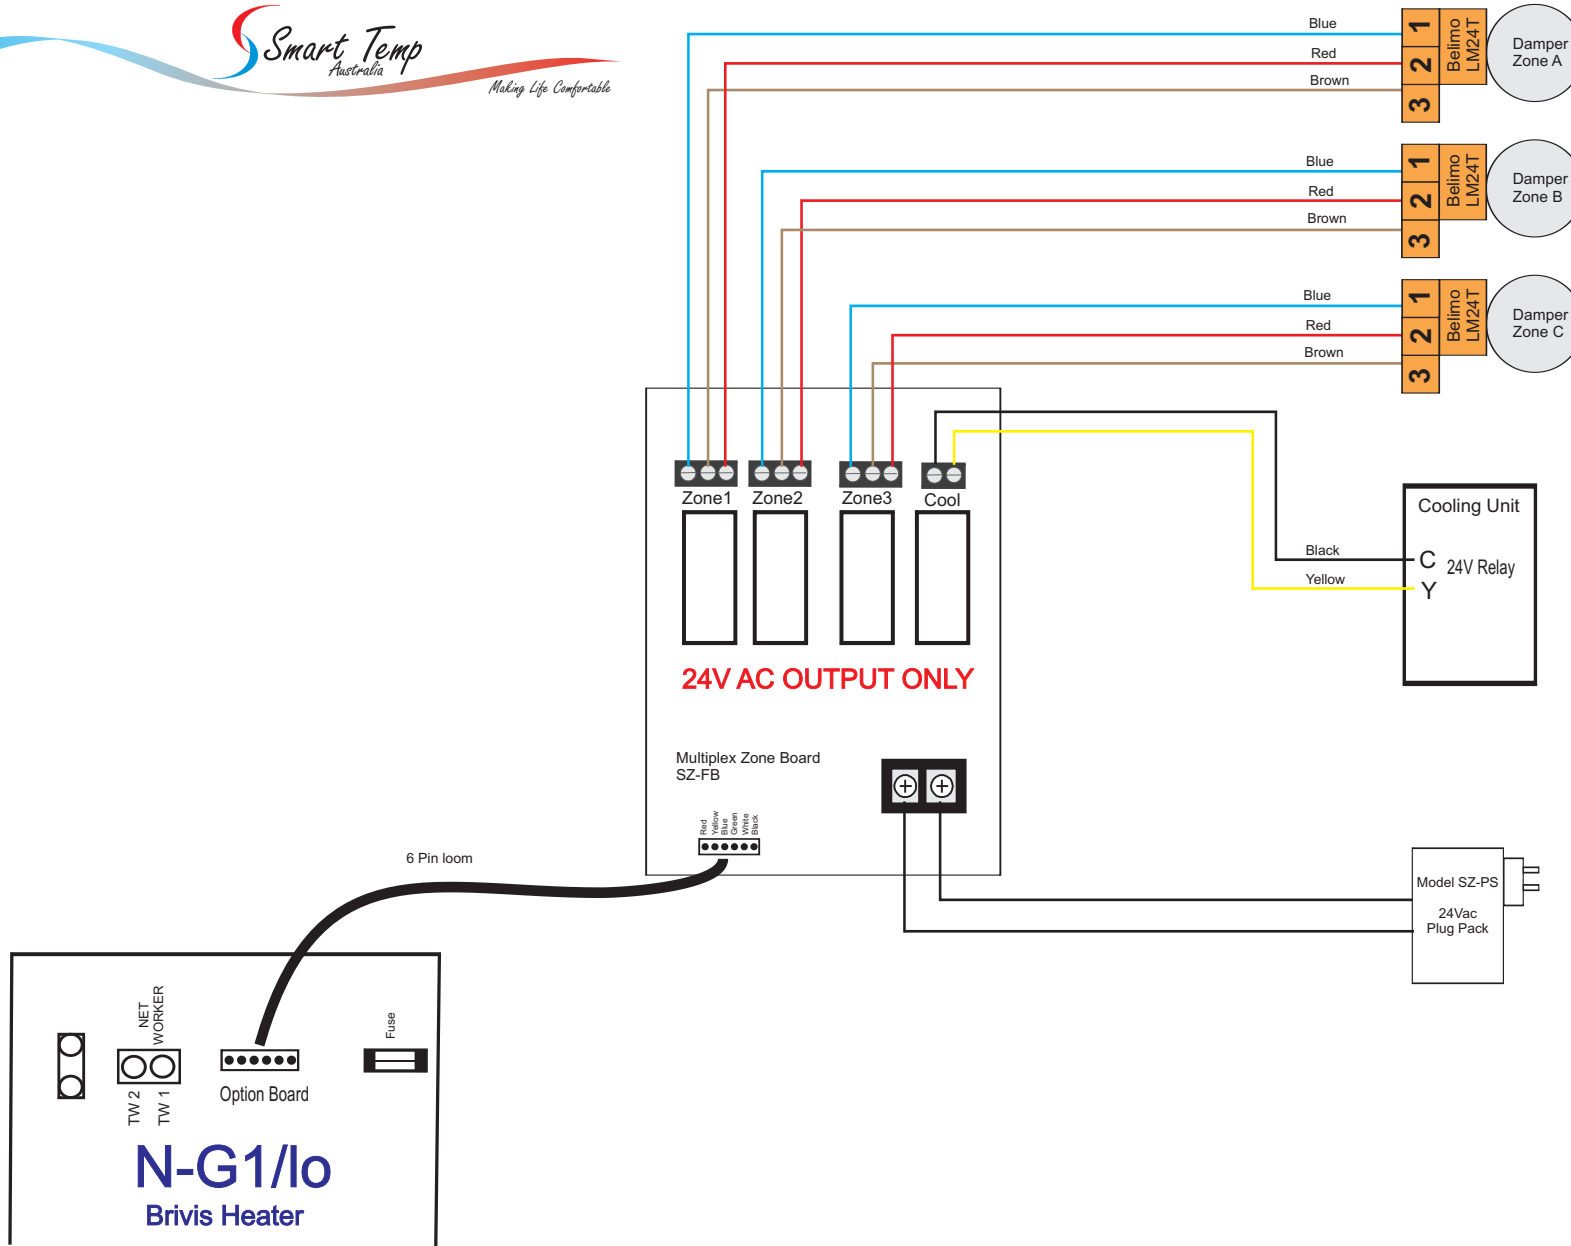 Smart Temp
Australia
Making Life Comfortable
Blue
Red
Brown
1
2
3
Belimo
LM24T
Damper
Zone A
Blue
Red
Brown
1
2
3
Belimo
LM24T
Damper
Zone B
Blue
Red
Brown
1
2
3
Belimo
LM24T
Damper
Zone C
Zone1
Zone2
Zone3
Cool
24V AC OUTPUT ONLY
Cooling Unit
Black
C
24V Relay
Yellow
Y
Multiplex Zone Board
SZ-FB
Red
Yellow
Blue
Green
White
Black
6 Pin loom
Model SZ-PS
24Vac
Plug Pack
NET
WORKER
TW 2
TW 1
Option Board
Fuse
N-G1/Io
Brivis Heater